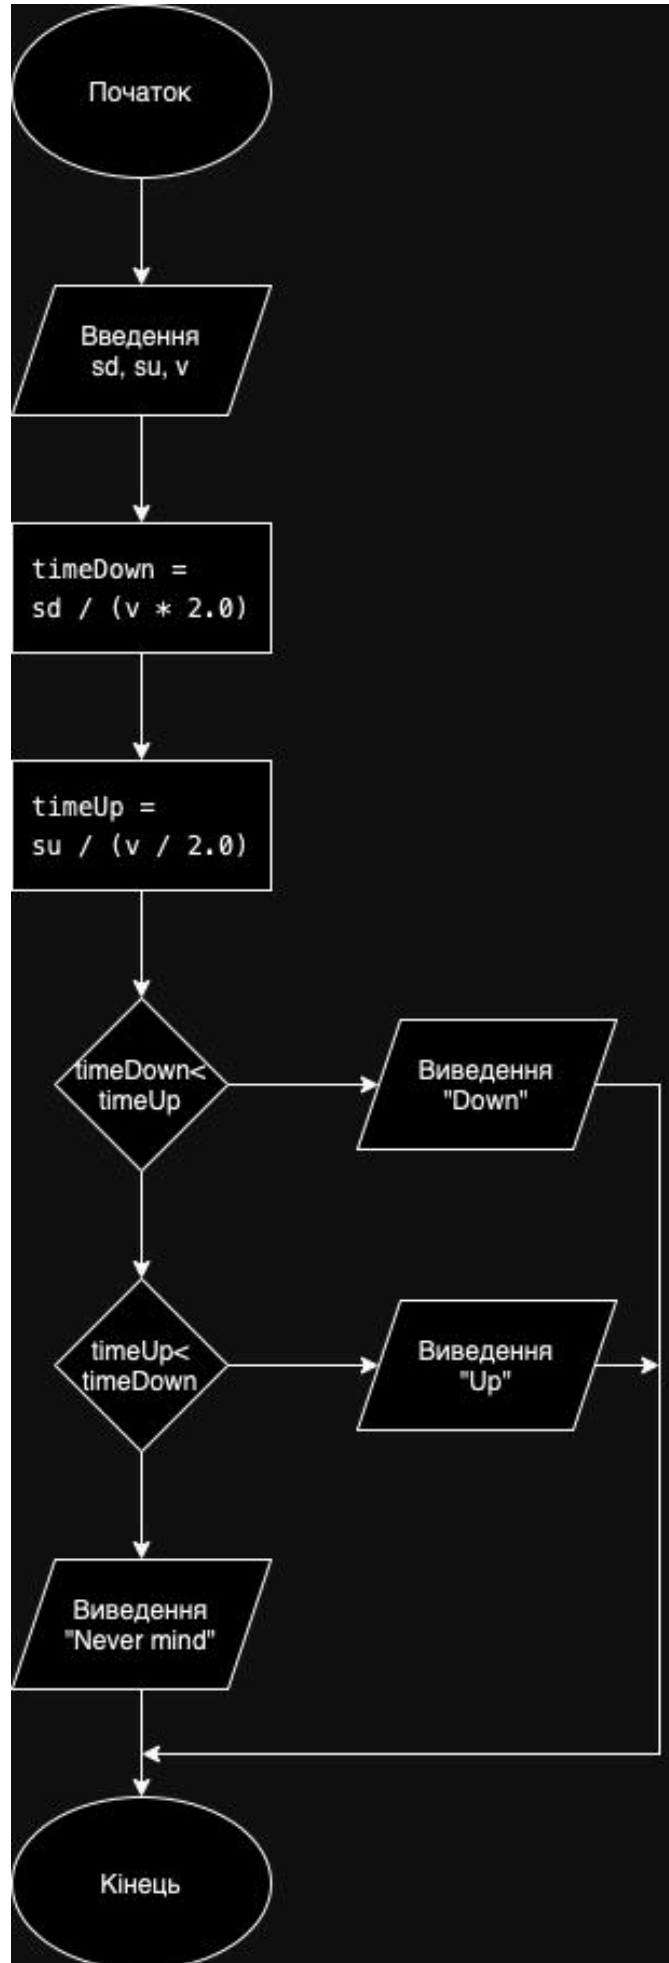 Початок
Введення
sd, su, v
timeDown =
sd / (v * 2.0)
timeUp =
su / (v / 2.0)
timeDown<
timeUp
Виведення
"Down"
timeUp<
timeDown
Виведення
"Up"
Виведення
"Never mind"
Кінець